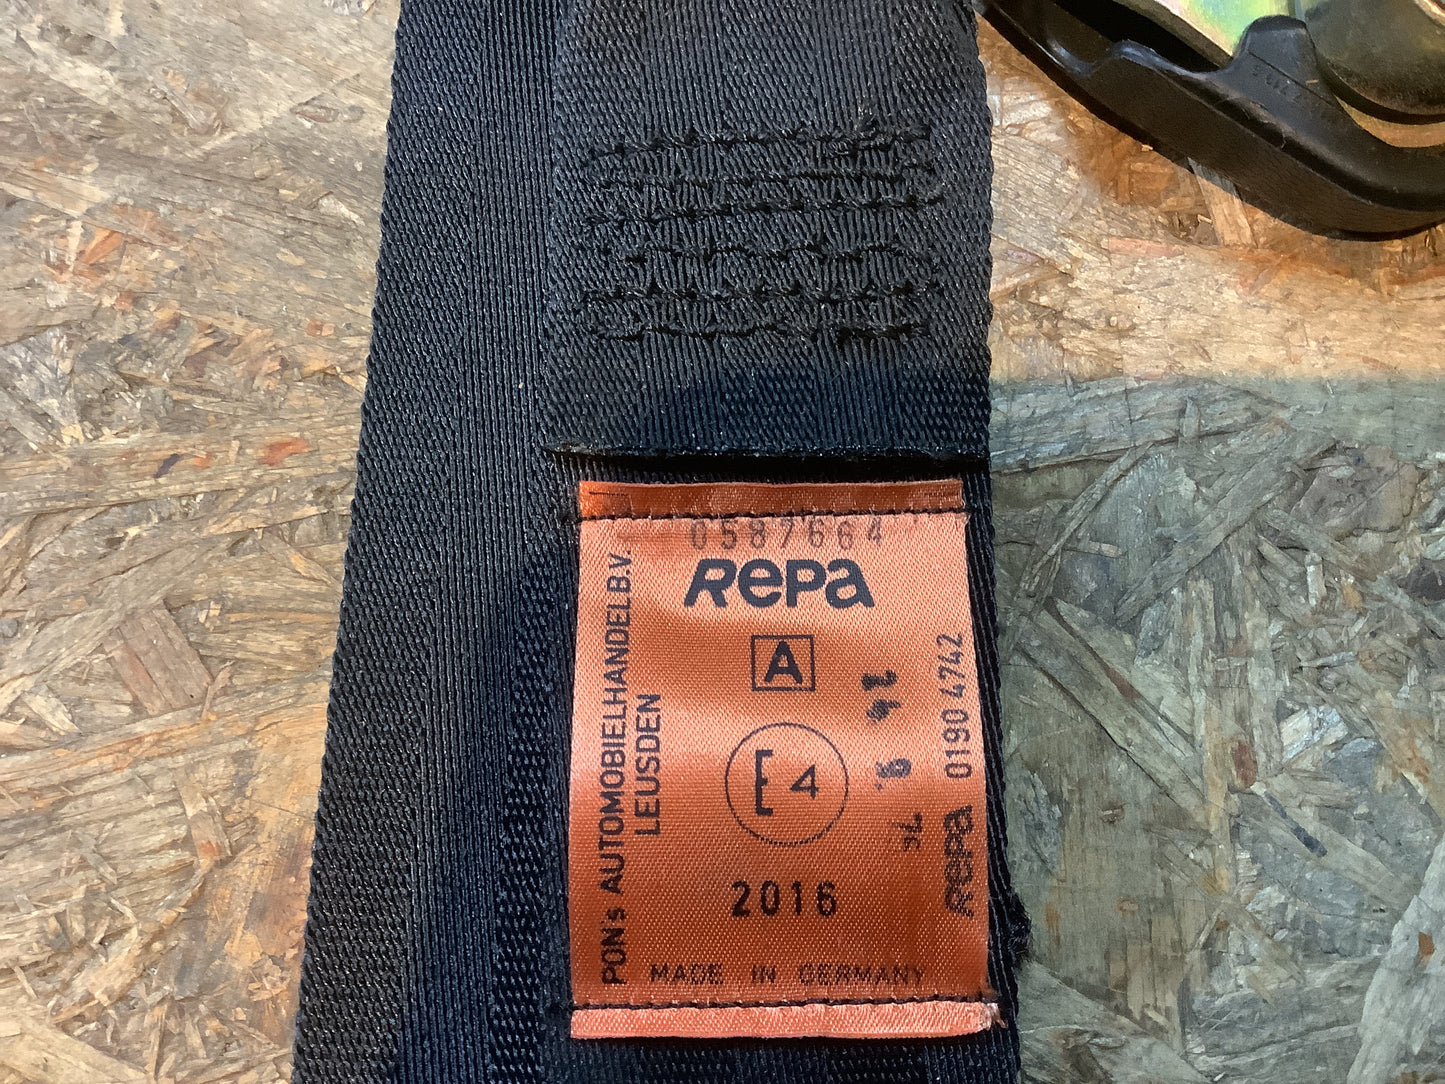 0587664
RePa
A
E4
2016
MADE IN GERMANY
PON's AUTOMOBIELHANDEL B.V.
LEUSDEN
RePa 0190 4742